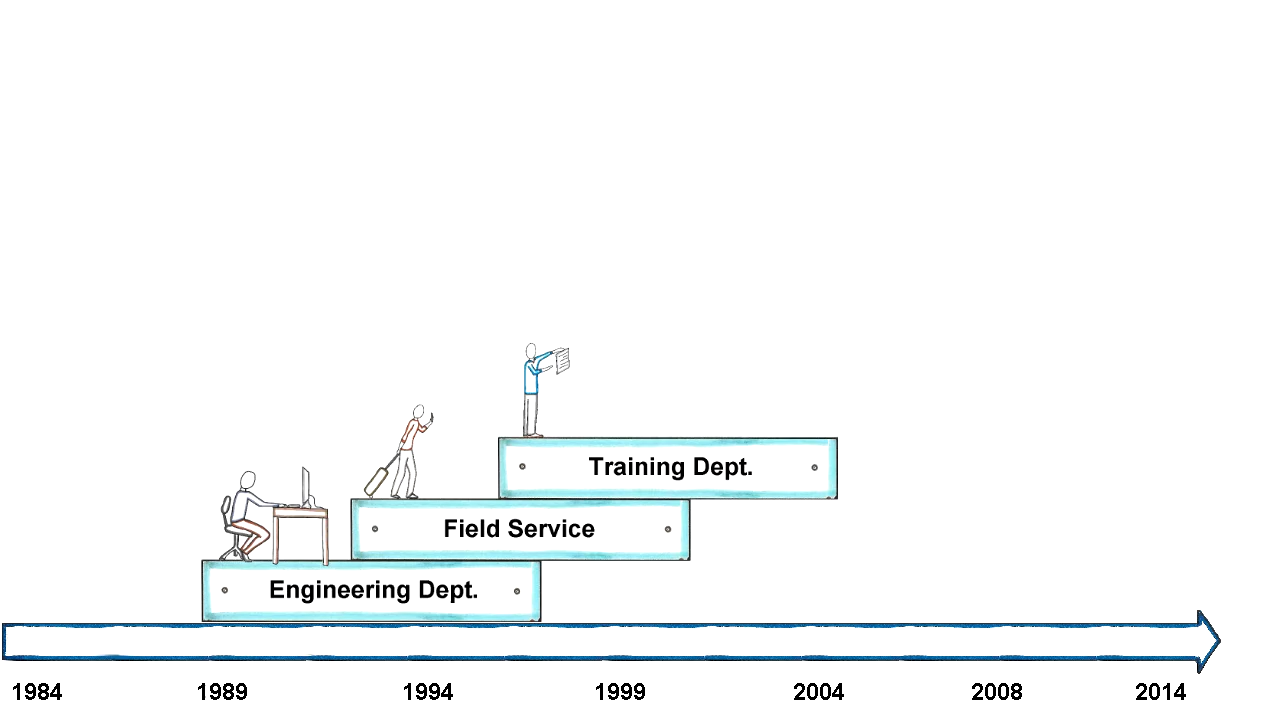 Training Dept.
Field Service
Engineering Dept.
1984 1989 1994 1999 2004 2008 2014